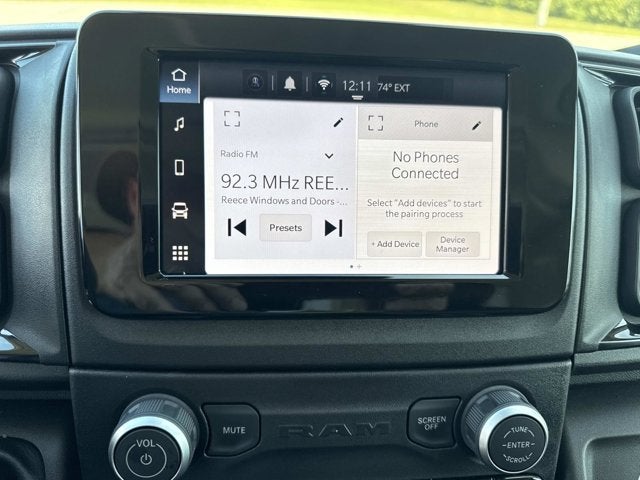 Home
12:11 74° EXT
Radio FM
92.3 MHz REE...
Reece Windows and Doors -...
Presets
Phone
No Phones
Connected
Select "Add devices" to start
the pairing process
+ Add Device
Device
Manager
VOL
MUTE
RAM
SCREEN
OFF
TUNE
ENTER
SCROLL